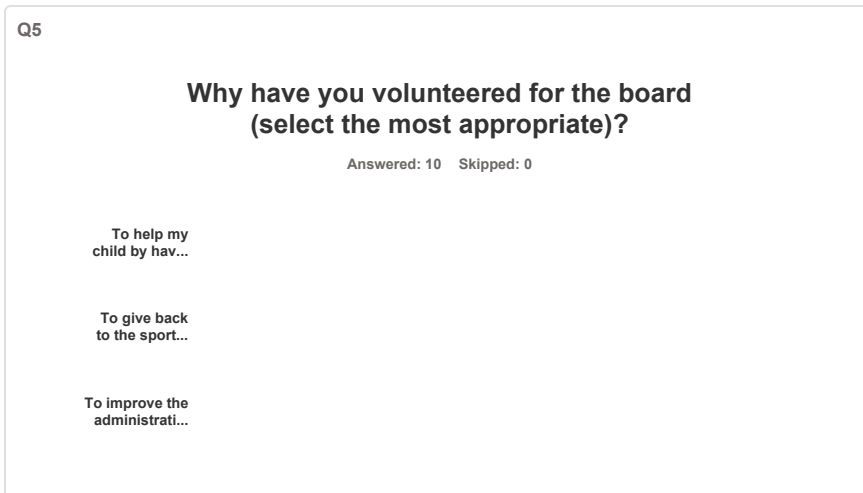 Q5
Why have you volunteered for the board
(select the most appropriate)?
Answered: 10 Skipped: 0
To help my
child by hav...
To give back
to the sport...
To improve the
administrati...